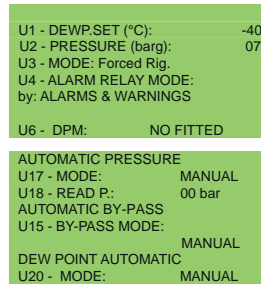 U1 - DEWP.SET (°C): -40
U2 - PRESSURE (barg): 07
U3 - MODE: Forced Rig.
U4 - ALARM RELAY MODE:
by: ALARMS & WARNINGS
U6 - DPM: NO FITTED
AUTOMATIC PRESSURE
U17 - MODE: MANUAL
U18 - READ P.: 00 bar
AUTOMATIC BY-PASS
U15 - BY-PASS MODE:
MANUAL
DEW POINT AUTOMATIC
U20 - MODE: MANUAL